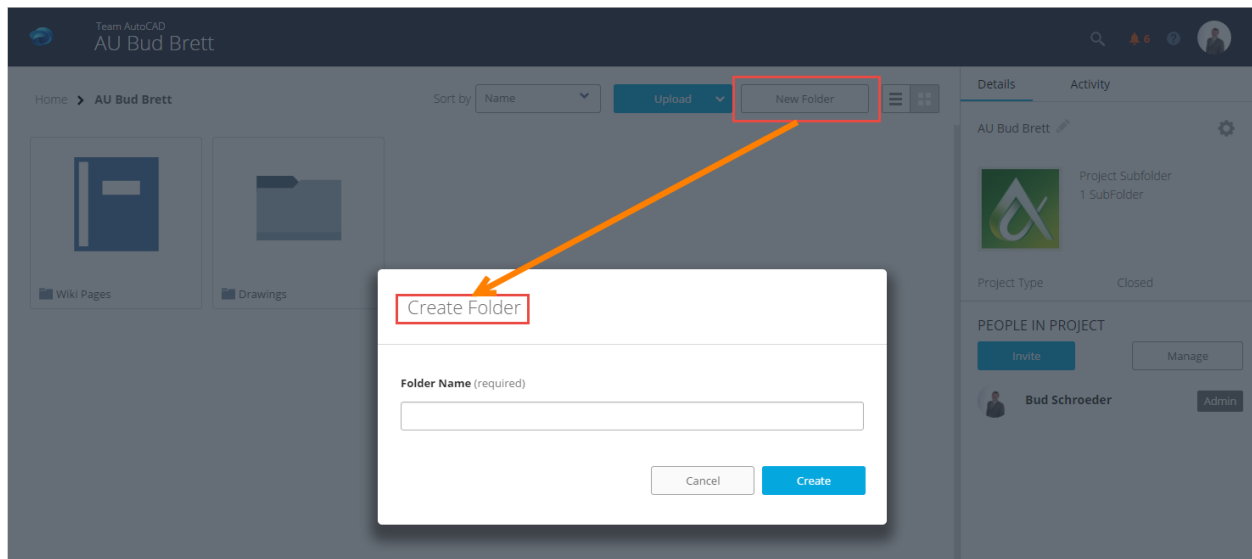 Team AutoCAD
AU Bud Brett
6
?
Home > AU Bud Brett
Sort by Name
Upload
New Folder
Wiki Pages
Drawings
Create Folder
Folder Name (required)
Cancel Create
Details Activity
AU Bud Brett
Project Subfolder
1 SubFolder
Project Type Closed
PEOPLE IN PROJECT
Invite Manage
Bud Schroeder Admin